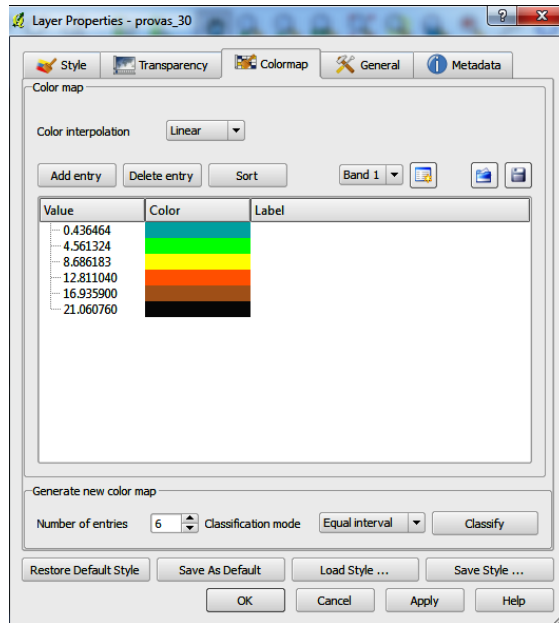 Layer Properties - provas_30
Style Transparency Colormap General Metadata
Color map
Color interpolation Linear
Add entry Delete entry Sort Band 1
Value Color Label
0.436464
4.561324
8.686183
12.811040
16.935900
21.060760
Generate new color map
Number of entries 6 Classification mode Equal interval Classify
Restore Default Style Save As Default Load Style ... Save Style ...
OK Cancel Apply Help